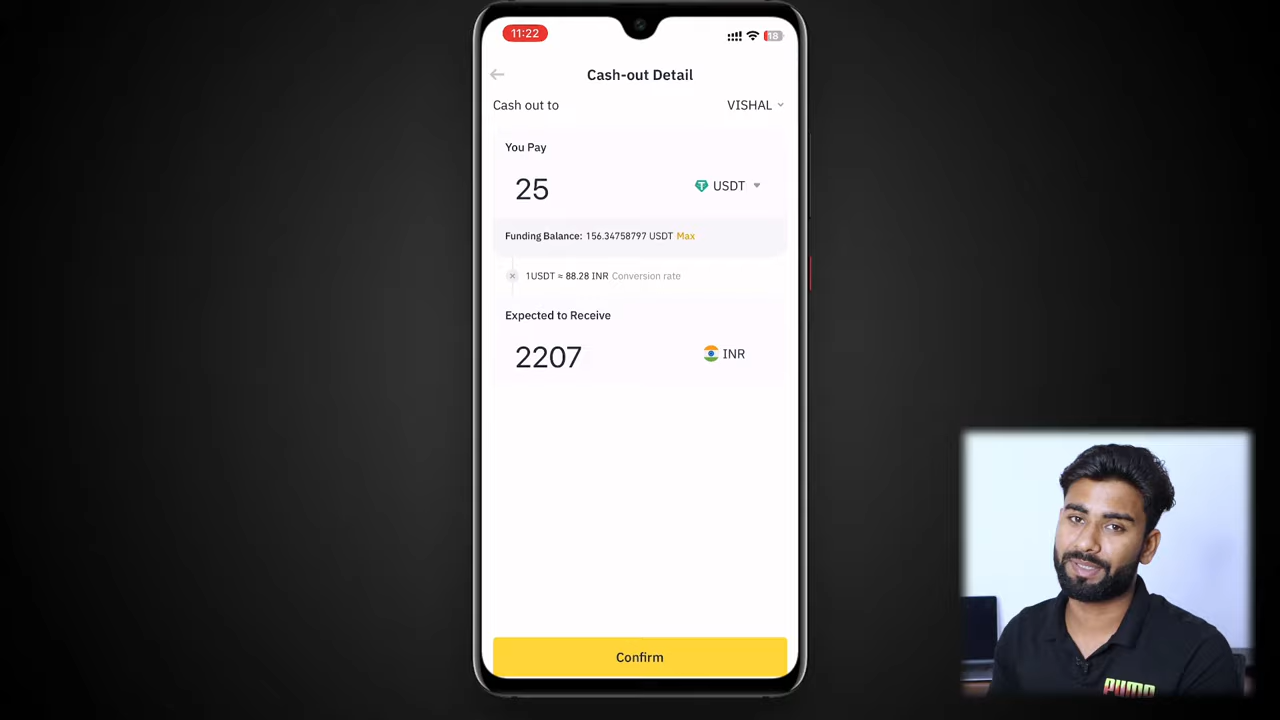 11:22
18
Cash-out Detail
Cash out to VISHAL
You Pay
25 USDT
Funding Balance: 156.34758797 USDT Max
1USDT ≈ 88.28 INR Conversion rate
Expected to Receive
2207 INR
Confirm
PUMA